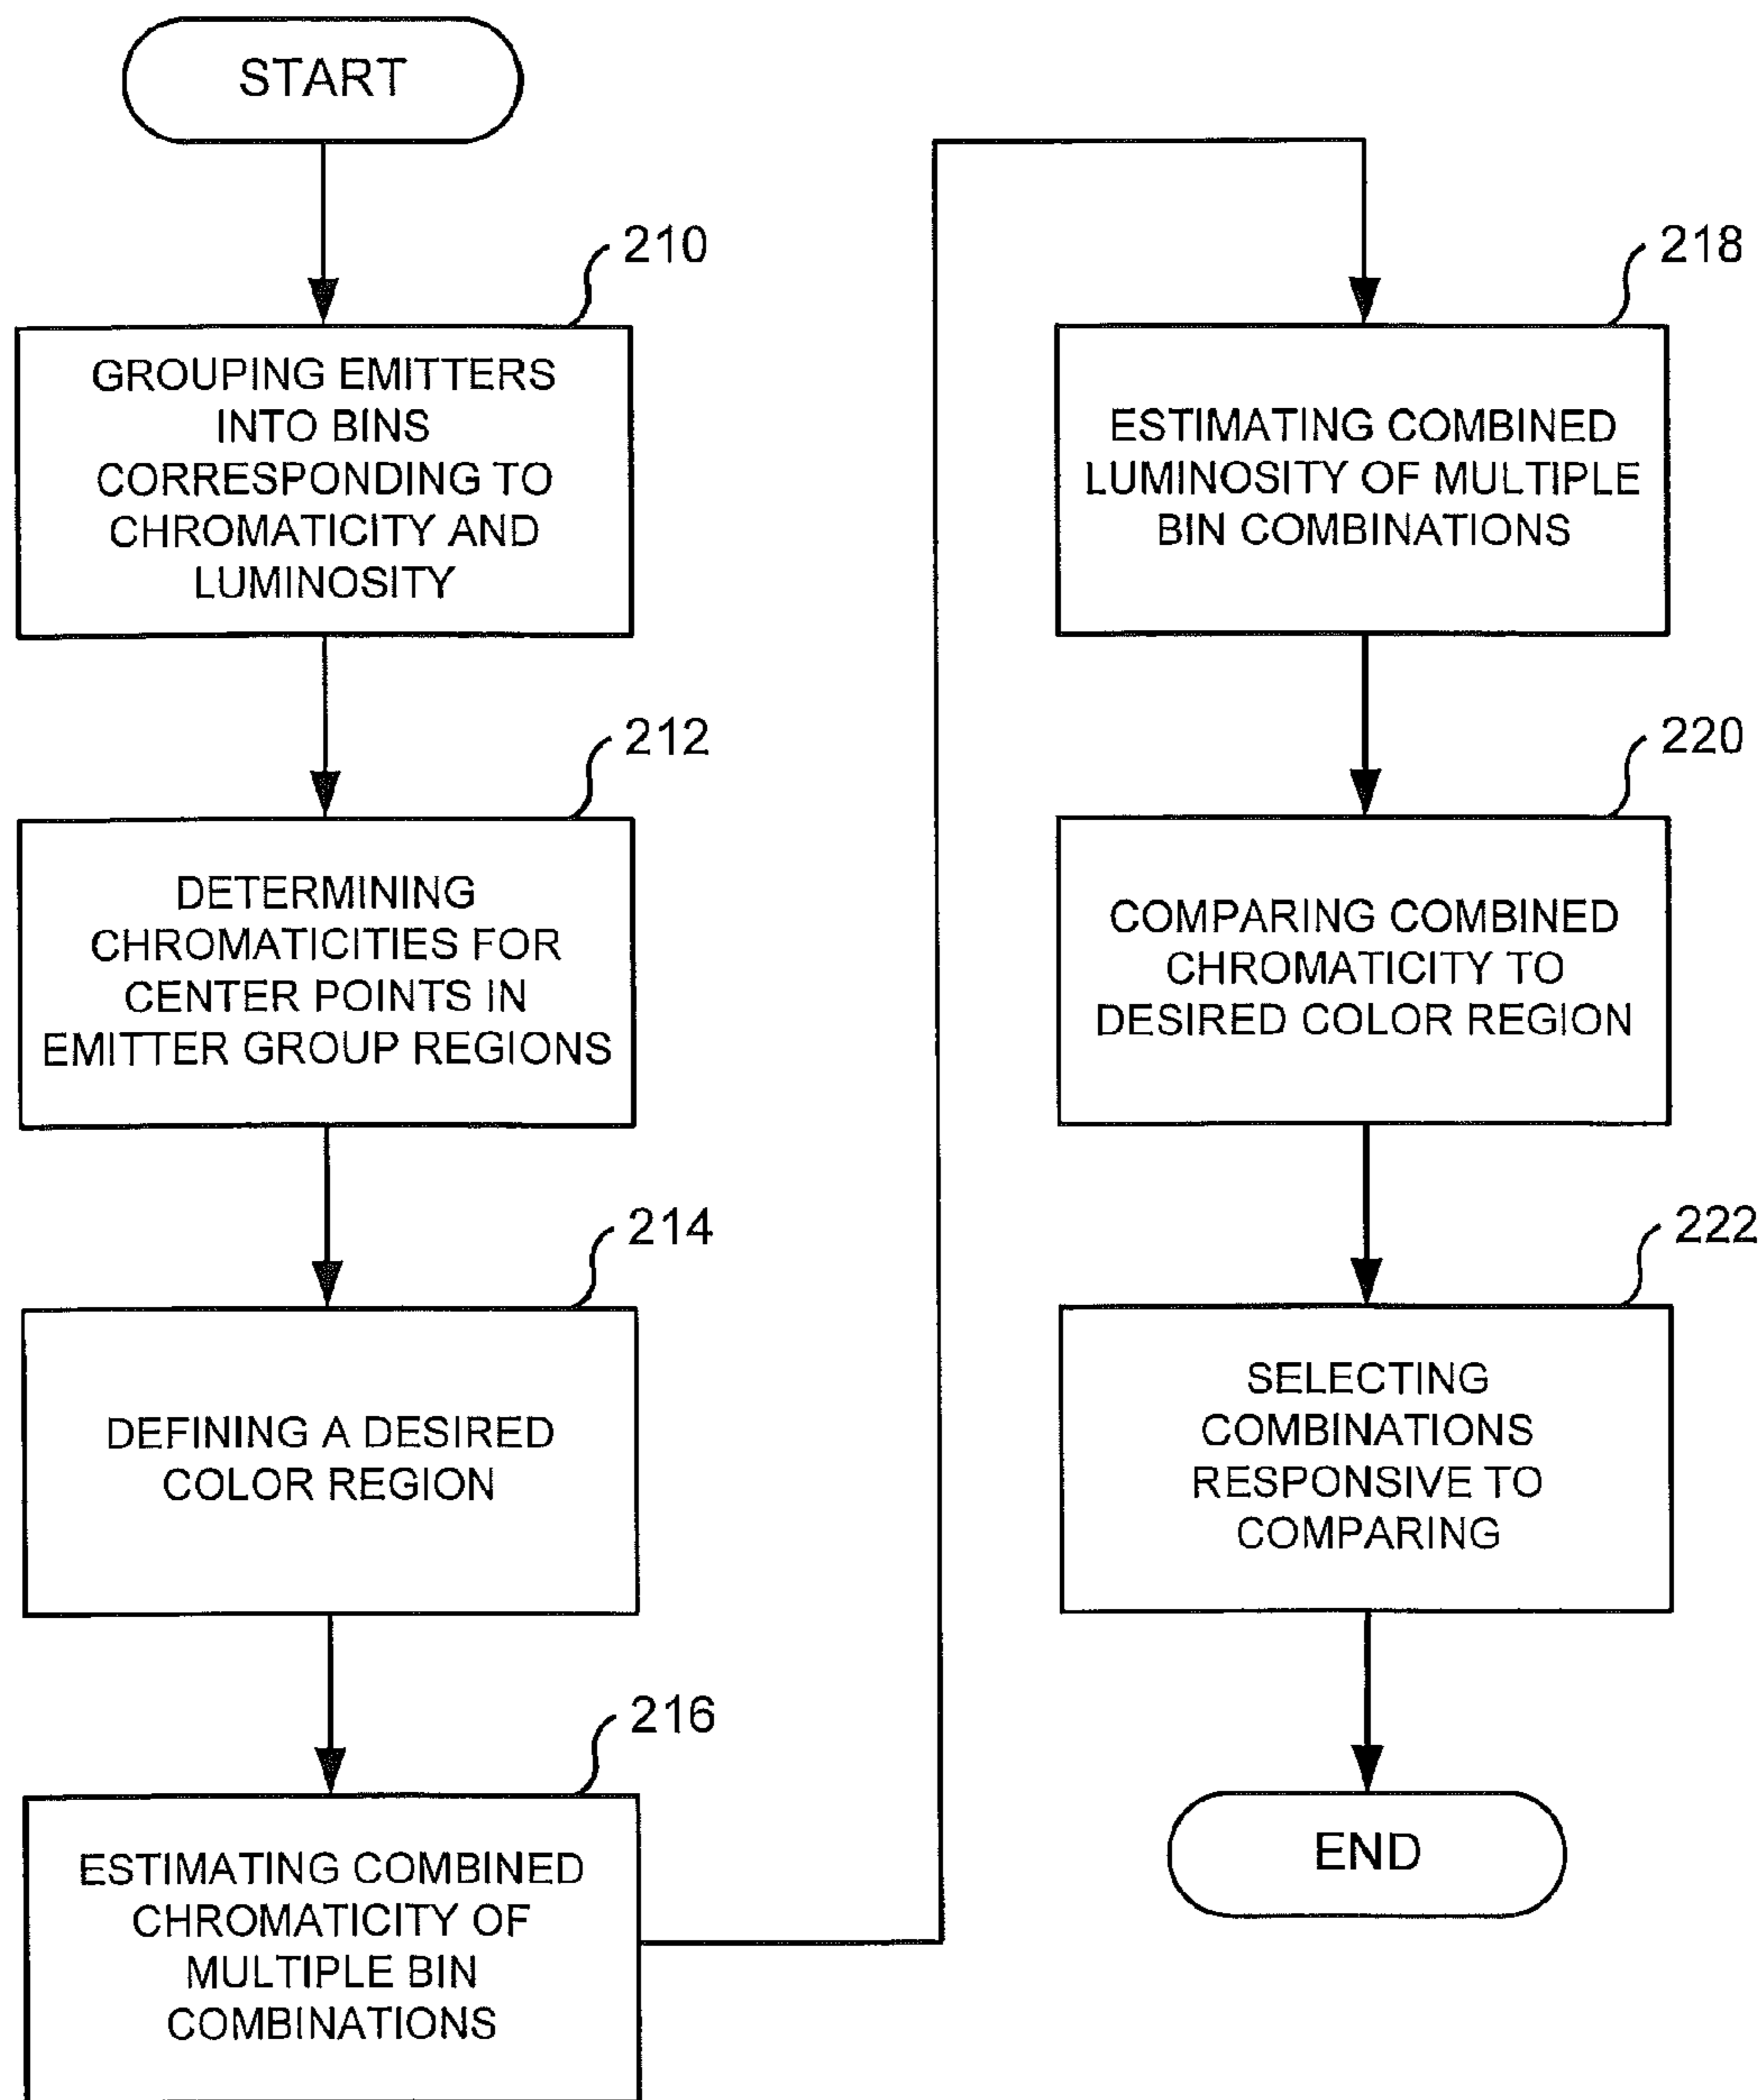 START
210
GROUPING EMITTERS
INTO BINS
CORRESPONDING TO
CHROMATICITY AND
LUMINOSITY
212
DETERMINING
CHROMATICITIES FOR
CENTER POINTS IN
EMITTER GROUP REGIONS
214
DEFINING A DESIRED
COLOR REGION
216
ESTIMATING COMBINED
CHROMATICITY OF
MULTIPLE BIN
COMBINATIONS
218
ESTIMATING COMBINED
LUMINOSITY OF MULTIPLE
BIN COMBINATIONS
220
COMPARING COMBINED
CHROMATICITY TO
DESIRED COLOR REGION
222
SELECTING
COMBINATIONS
RESPONSIVE TO
COMPARING
END